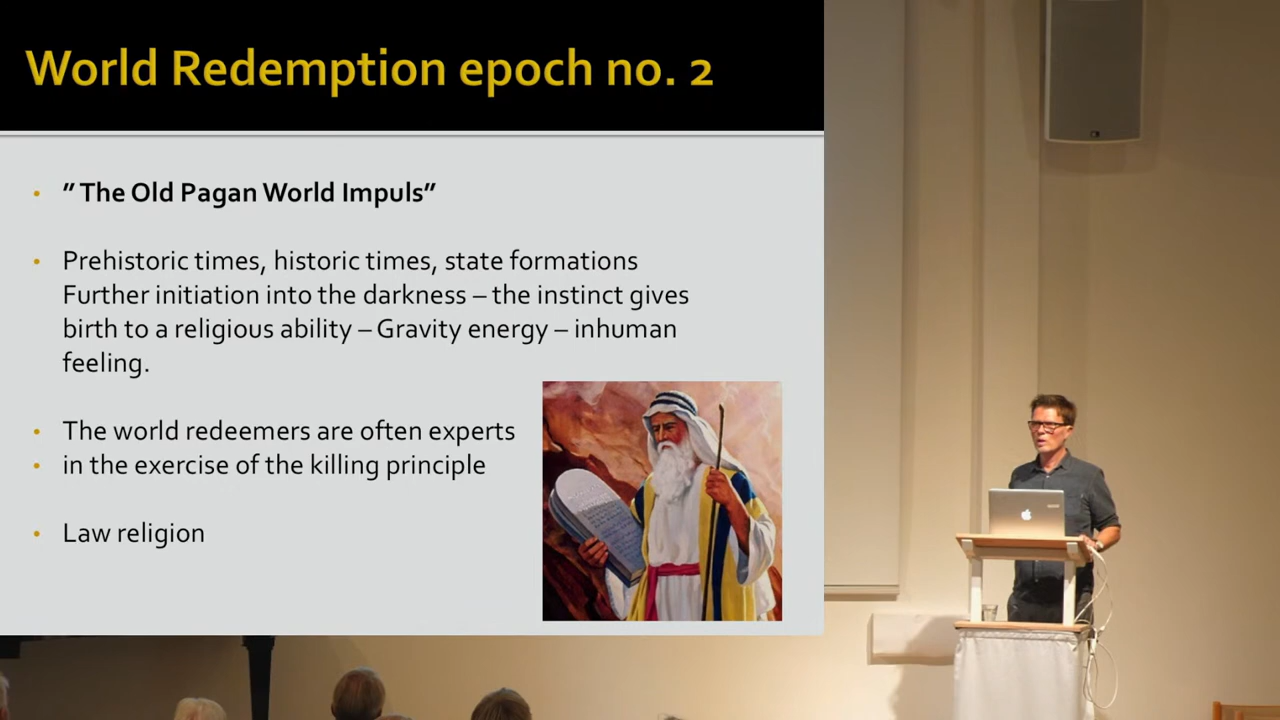 World Redemption epoch no. 2
• ” The Old Pagan World Impuls”
• Prehistoric times, historic times, state formations
Further initiation into the darkness – the instinct gives
birth to a religious ability – Gravity energy – inhuman
feeling.
• The world redeemers are often experts
• in the exercise of the killing principle
• Law religion